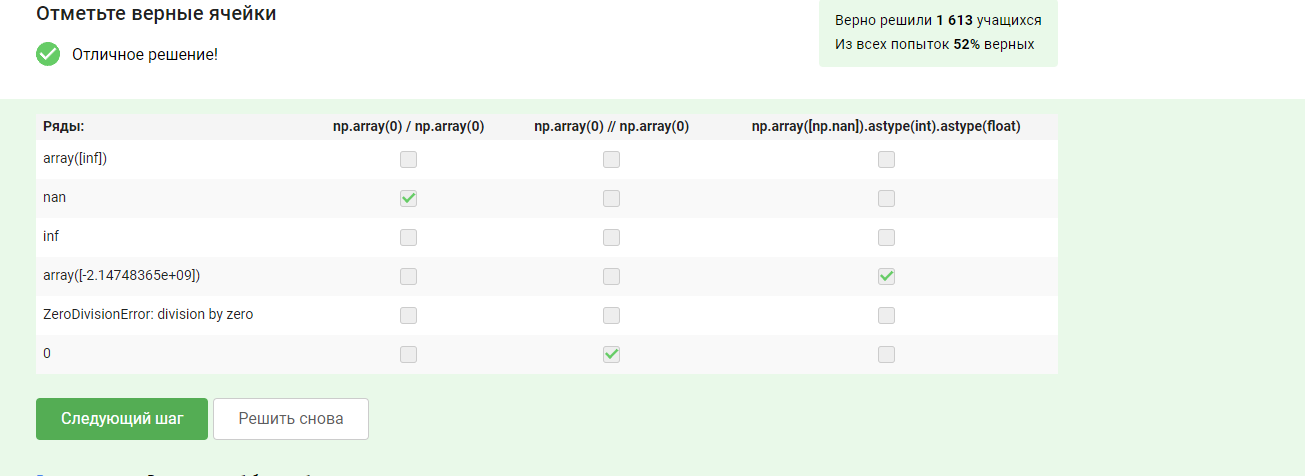 Отметьте верные ячейки
Отличное решение!
Верно решили 1 613 учащихся
Из всех попыток 52% верных
Ряды: np.array(0) / np.array(0) np.array(0) // np.array(0) np.array([np.nan]).astype(int).astype(float)
array([inf])
nan
inf
array([-2.14748365e+09])
ZeroDivisionError: division by zero
0
Следующий шаг Решить снова